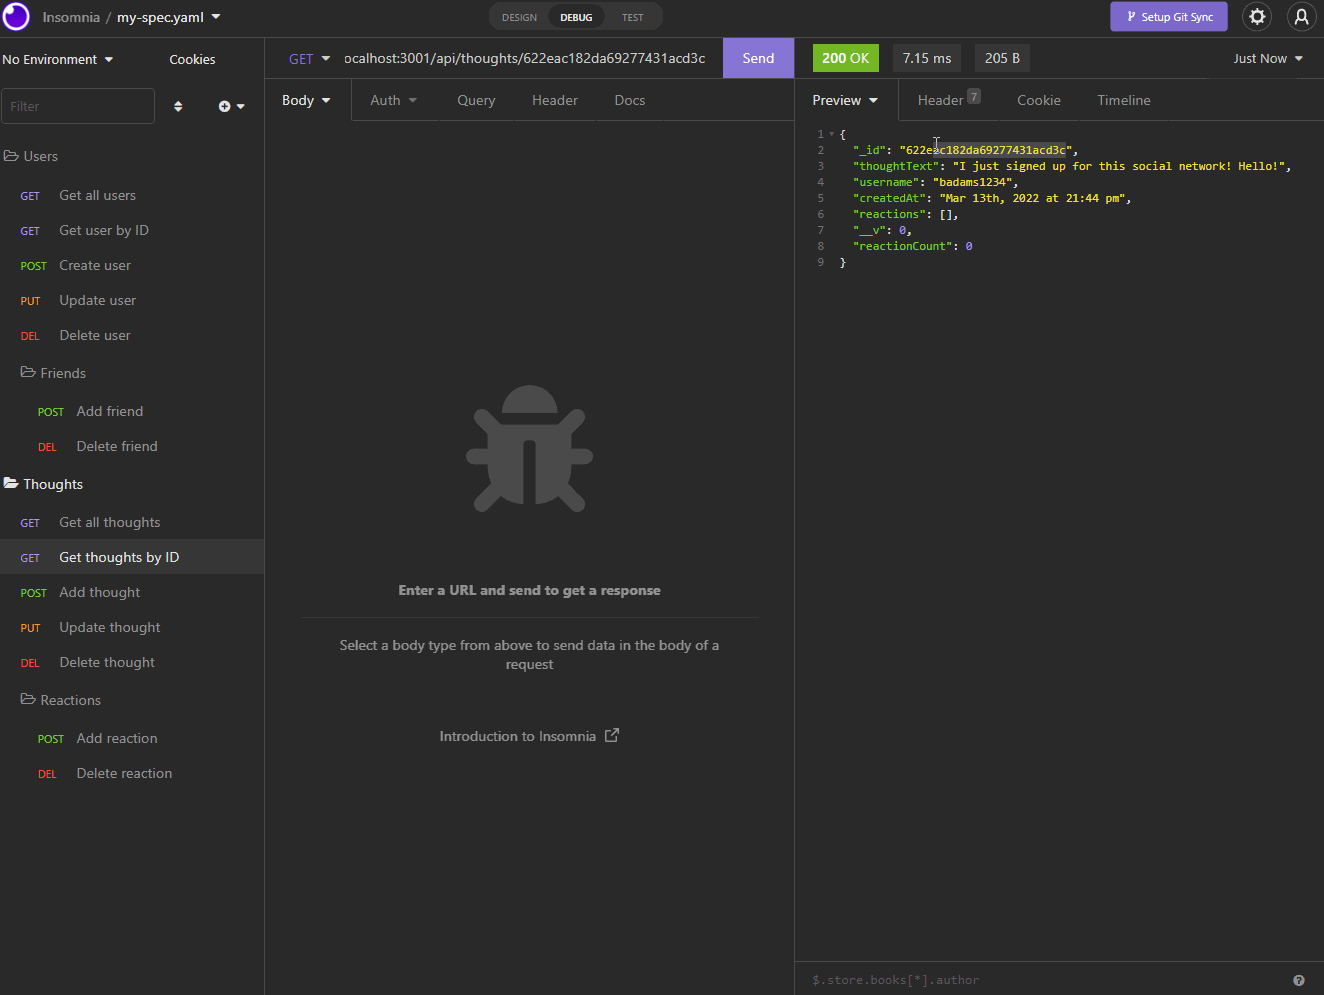 Insomnia / my-spec.yaml
DESIGN DEBUG TEST
Setup Git Sync
No Environment Cookies
Filter
Users
GET Get all users
GET Get user by ID
POST Create user
PUT Update user
DEL Delete user
Friends
POST Add friend
DEL Delete friend
Thoughts
GET Get all thoughts
GET Get thoughts by ID
POST Add thought
PUT Update thought
DEL Delete thought
Reactions
POST Add reaction
DEL Delete reaction
GET ocalhost:3001/api/thoughts/622eac182da69277431acd3c Send
Body Auth Query Header Docs
Enter a URL and send to get a response
Select a body type from above to send data in the body of a
request
Introduction to Insomnia
200 OK 7.15 ms 205 B Just Now
Preview Header 7 Cookie Timeline
1 {
2 "_id": "622eac182da69277431acd3c",
3 "thoughtText": "I just signed up for this social network! Hello!",
4 "username": "badams1234",
5 "createdAt": "Mar 13th, 2022 at 21:44 pm",
6 "reactions": [],
7 "__v": 0,
8 "reactionCount": 0
9 }
$.store.books[*].author
?